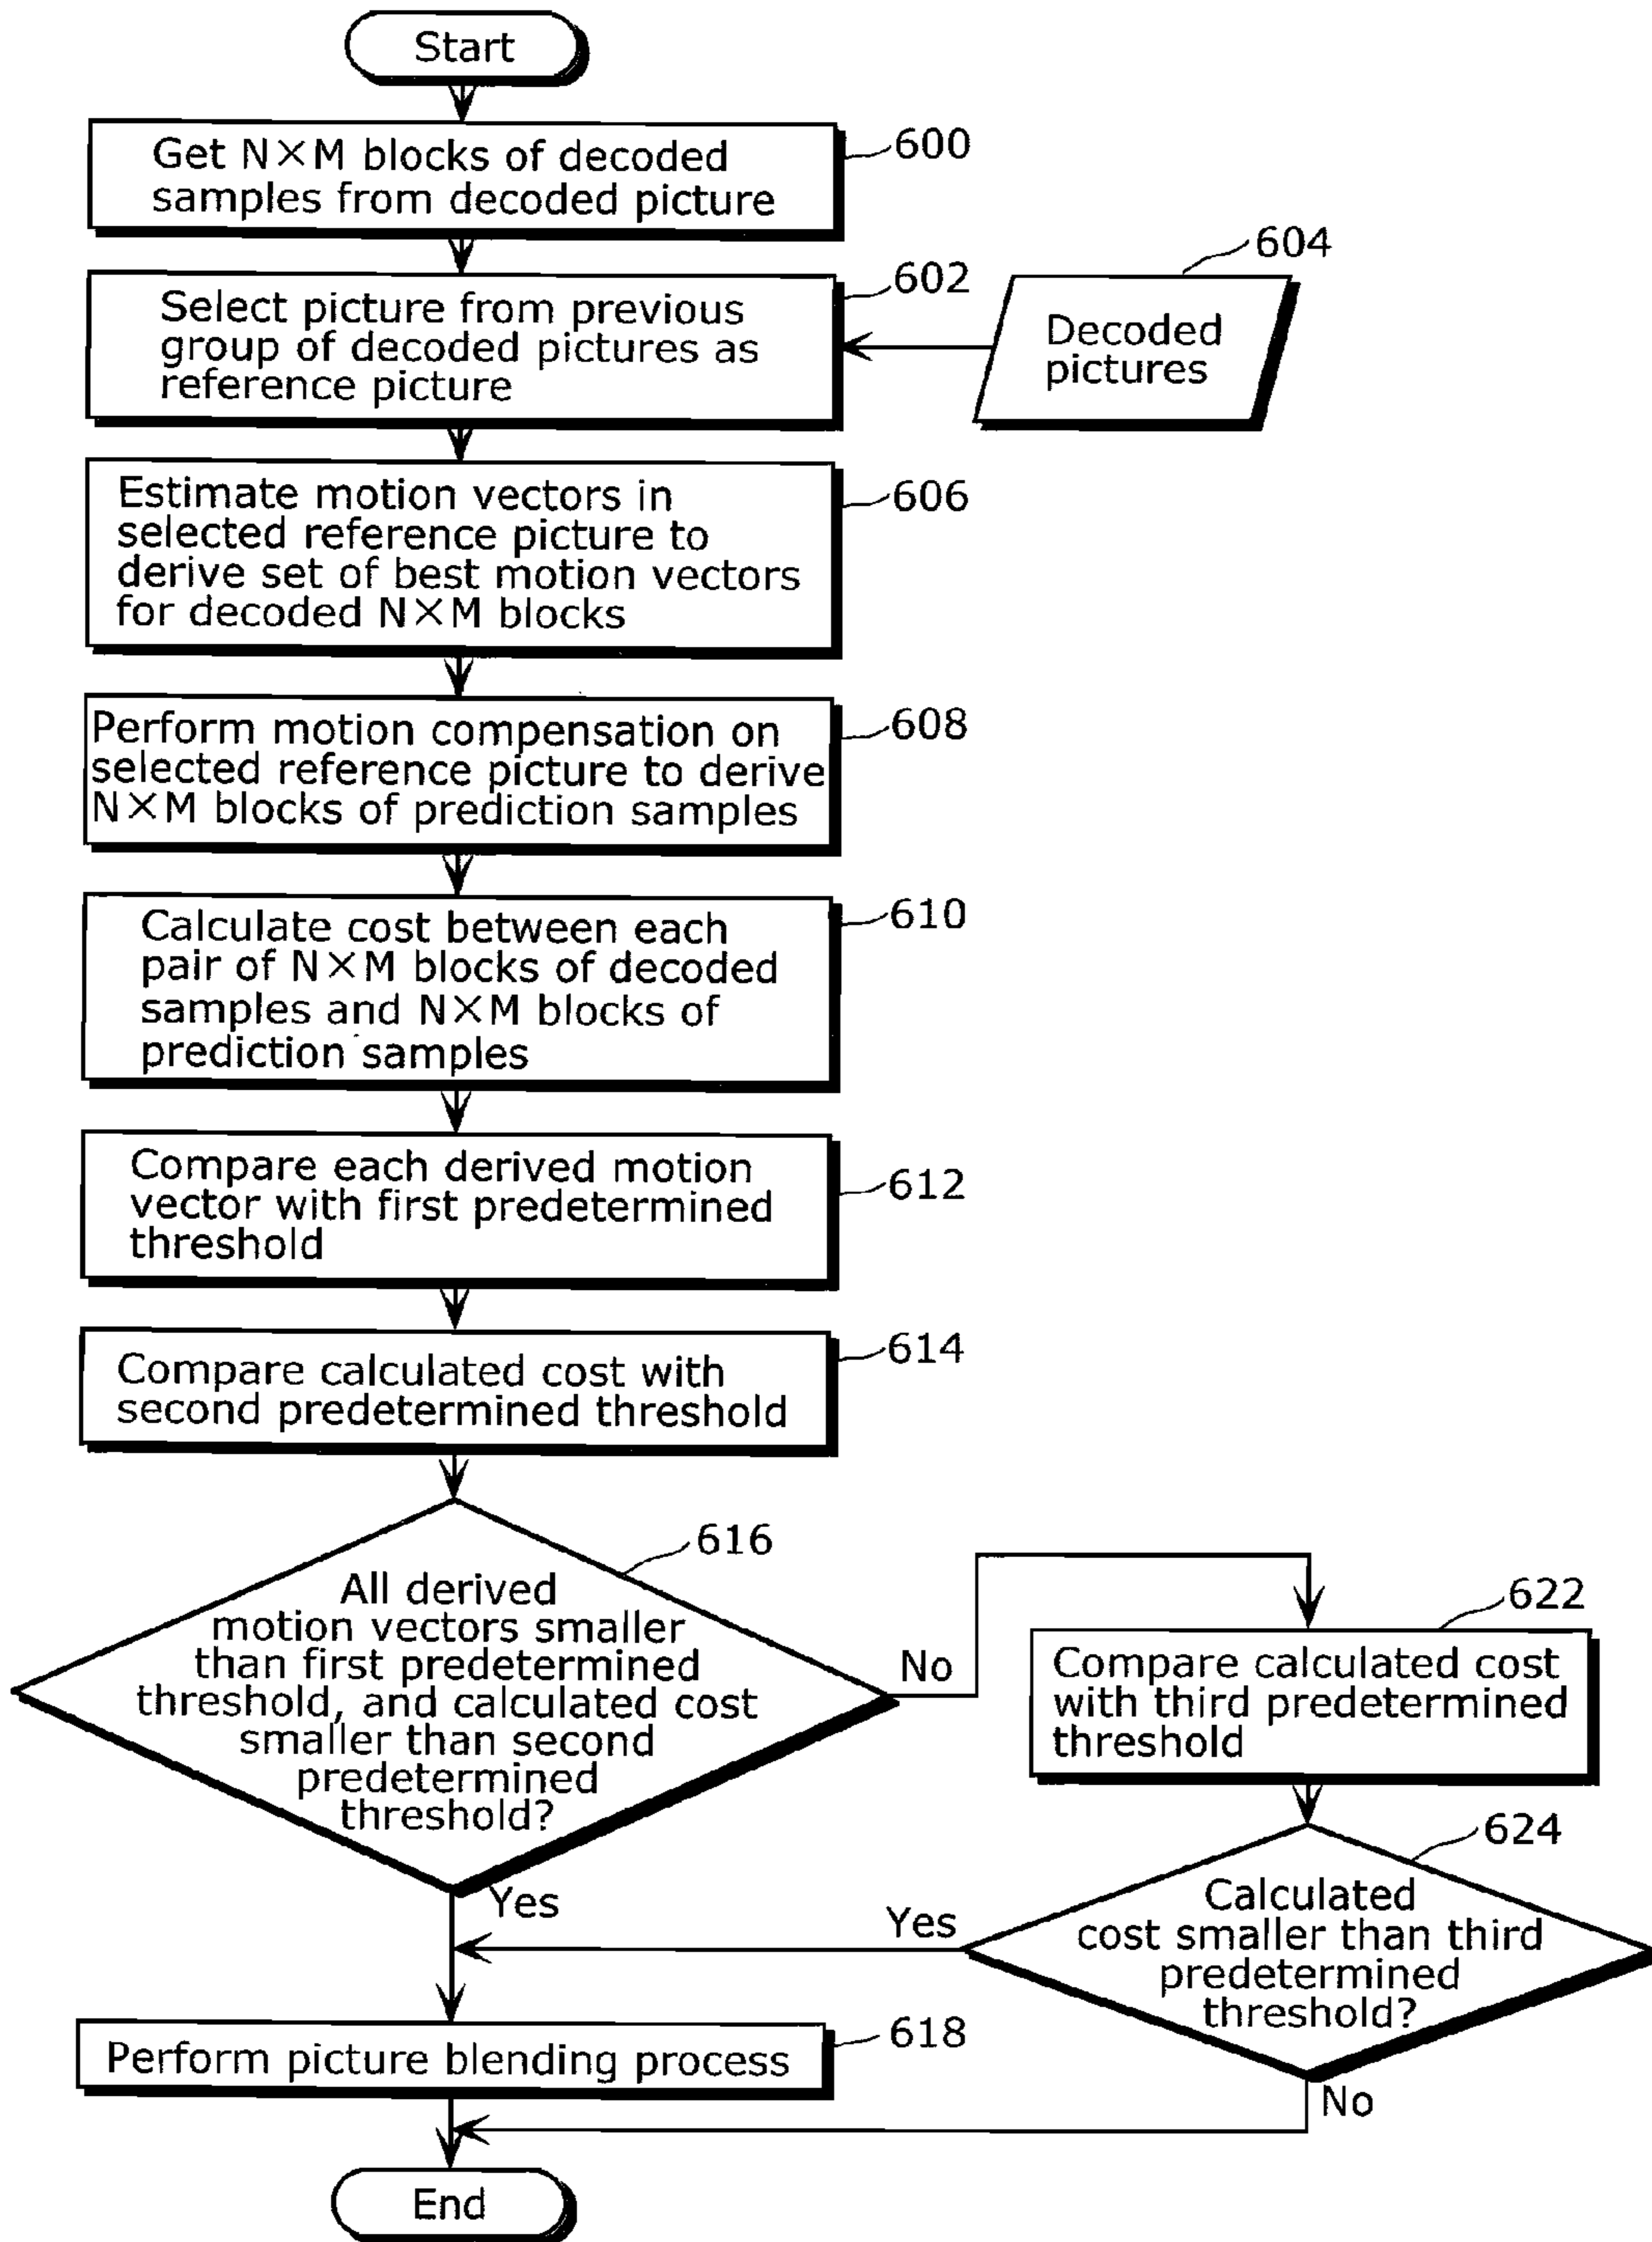 Start
Get N×M blocks of decoded
samples from decoded picture
600
Select picture from previous
group of decoded pictures as
reference picture
602
604
Decoded
pictures
Estimate motion vectors in
selected reference picture to
derive set of best motion vectors
for decoded N×M blocks
606
Perform motion compensation on
selected reference picture to derive
N×M blocks of prediction samples
608
Calculate cost between each
pair of N×M blocks of decoded
samples and N×M blocks of
prediction samples
610
Compare each derived motion
vector with first predetermined
threshold
612
Compare calculated cost with
second predetermined threshold
614
616
All derived
motion vectors smaller
than first predetermined
threshold, and calculated cost
smaller than second
predetermined
threshold?
No
Yes
622
Compare calculated cost
with third predetermined
threshold
624
Calculated
cost smaller than third
predetermined
threshold?
Yes
No
Perform picture blending process
618
End